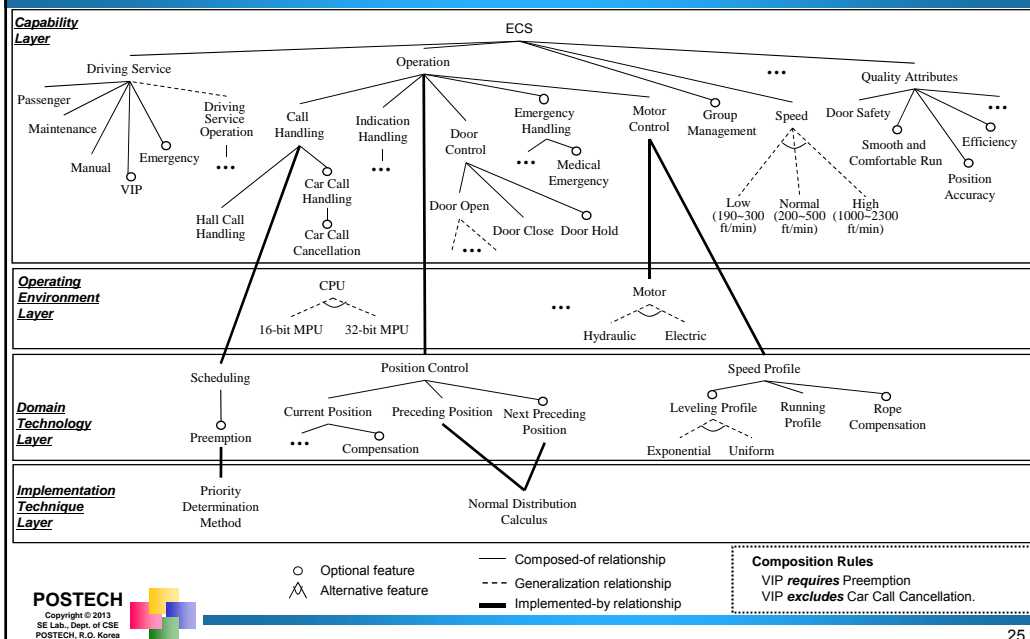 Capability
Layer
ECS
Driving Service
Operation
•••
Quality Attributes
Passenger
Maintenance
Manual
VIP
Emergency
Driving
Service
Operation
•••
Call
Handling
Indication
Handling
•••
Door
Control
Emergency
Handling
•••
Medical
Emergency
Motor
Control
Group
Management
Speed
Door Safety
Smooth and
Comfortable Run
Position
Accuracy
Efficiency
•••
Hall Call
Handling
Car Call
Handling
Car Call
Cancellation
Door Open
•••
Door Close
Door Hold
Low
(190~300
ft/min)
Normal
(200~500
ft/min)
High
(1000~2300
ft/min)
Operating
Environment
Layer
CPU
16-bit MPU
32-bit MPU
•••
Motor
Hydraulic
Electric
Domain
Technology
Layer
Scheduling
Preemption
Position Control
Current Position
•••
Compensation
Preceding Position
Next Preceding
Position
Speed Profile
Leveling Profile
Exponential
Uniform
Running
Profile
Rope
Compensation
Implementation
Technique
Layer
Priority
Determination
Method
Normal Distribution
Calculus
Optional feature
Alternative feature
Composed-of relationship
Generalization relationship
Implemented-by relationship
Composition Rules
VIP requires Preemption
VIP excludes Car Call Cancellation.
POSTECH
Copyright © 2013
SE Lab., Dept. of CSE
POSTECH, R.O. Korea
25